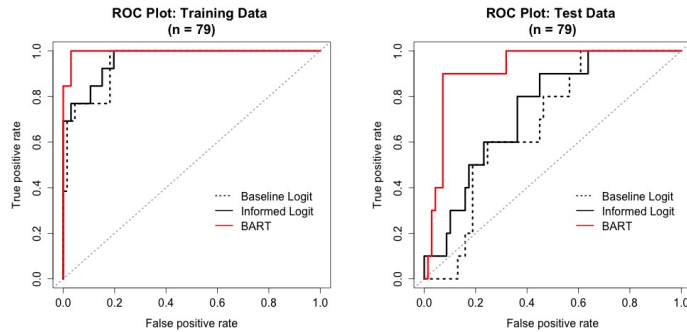 ROC Plot: Training Data
(n = 79)
True positive rate
1.0
0.8
0.6
0.4
0.2
0.0
Baseline Logit
Informed Logit
BART
0.0 0.2 0.4 0.6 0.8 1.0
False positive rate
ROC Plot: Test Data
(n = 79)
True positive rate
1.0
0.8
0.6
0.4
0.2
0.0
Baseline Logit
Informed Logit
BART
0.0 0.2 0.4 0.6 0.8 1.0
False positive rate